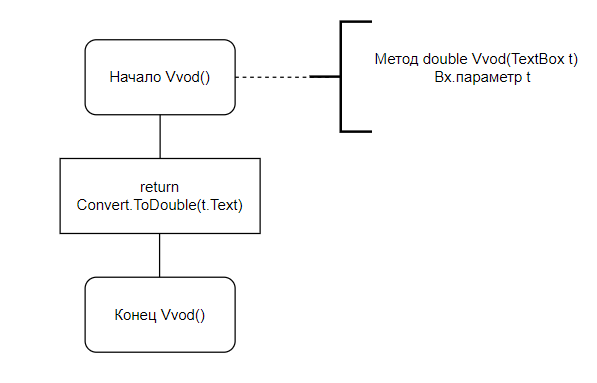 Начало Vvod()
Метод double Vvod(TextBox t)
Вх.параметр t
return
Convert.ToDouble(t.Text)
Конец Vvod()